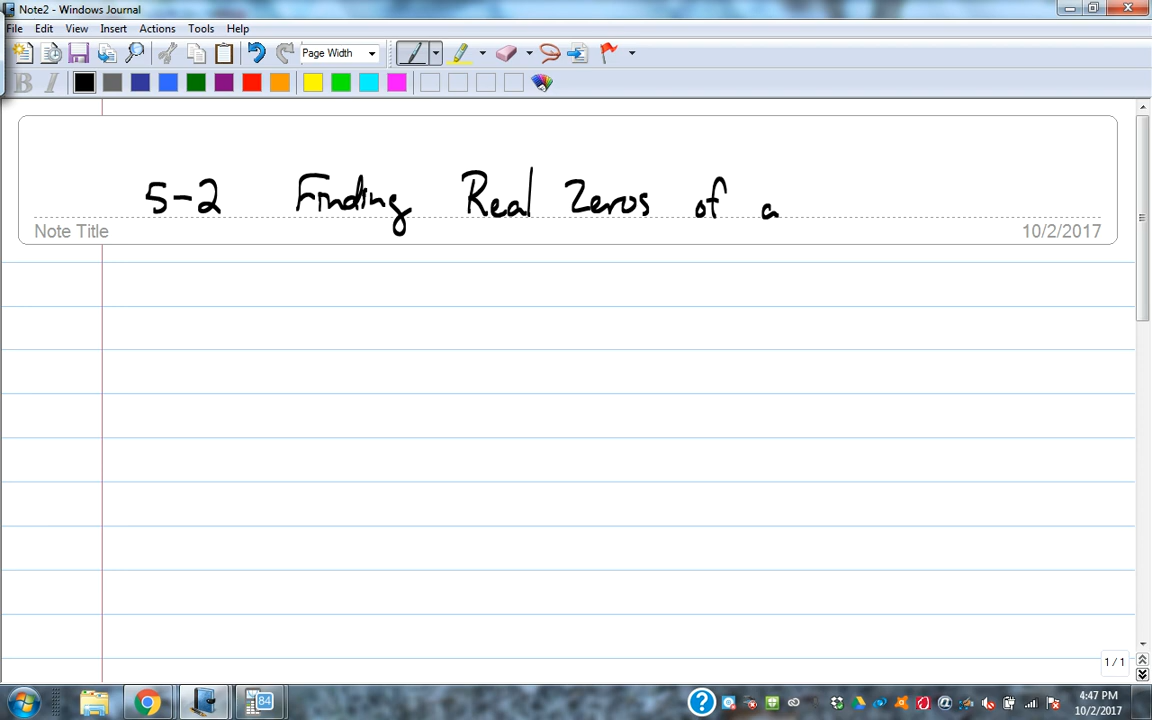 Note2 - Windows Journal
File Edit View Insert Actions Tools Help
Page Width
B I
5-2 Finding Real Zeros of a
Note Title 10/2/2017
1 / 1
84
4:47 PM
10/2/2017